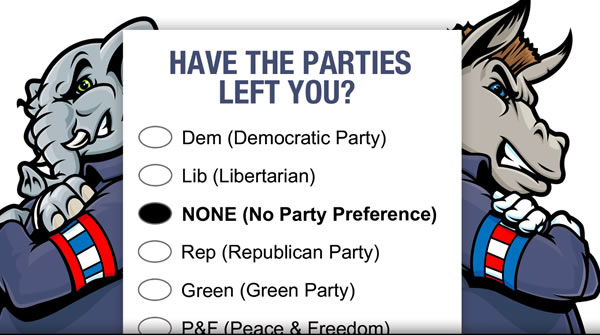 HAVE THE PARTIES
LEFT YOU?
Dem (Democratic Party)
Lib (Libertarian)
NONE (No Party Preference)
Rep (Republican Party)
Green (Green Party)
P&F (Peace & Freedom)